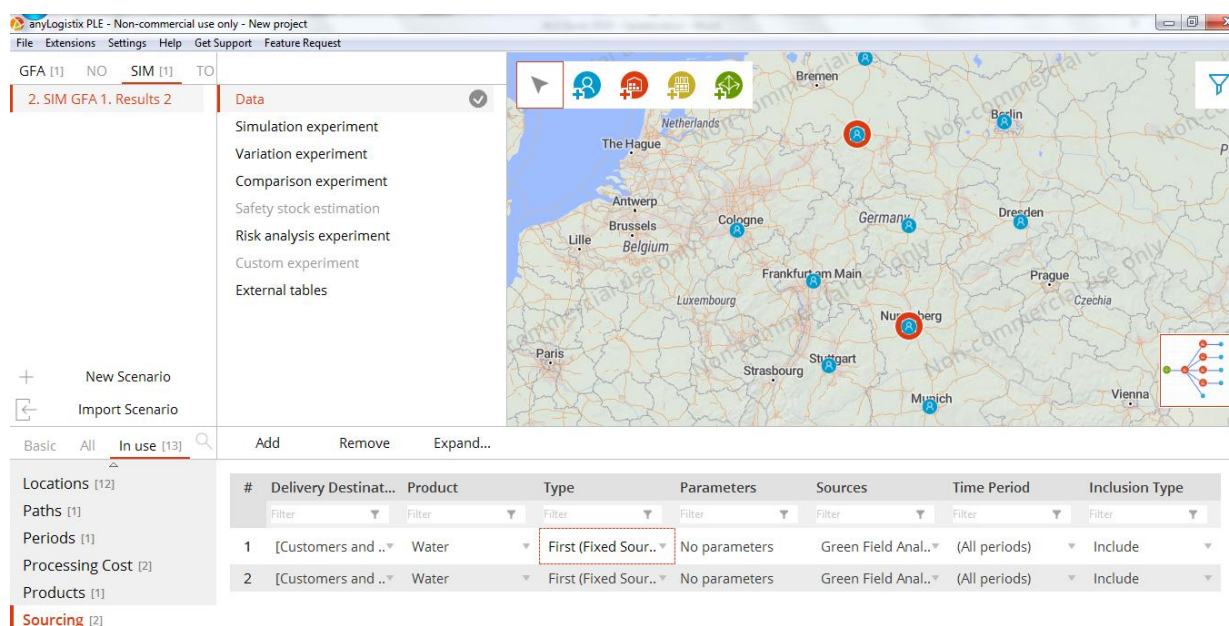 anyLogistix PLE - Non-commercial use only - New project
File Extensions Settings Help Get Support Feature Request
GFA [1] NO SIM [1] TO
2. SIM GFA 1. Results 2
Data
Simulation experiment
Variation experiment
Comparison experiment
Safety stock estimation
Risk analysis experiment
Custom experiment
External tables
New Scenario
Import Scenario
Bremen
Berlin
Netherlands
The Hague
Antwerp
Brussels
Cologne
Germany
Dresden
Lille
Belgium
Frankfurt am Main
Prague
Luxembourg
Czechia
Paris
Stuttgart
Strasbourg
Munich
Vienna
Non-commercial use only
Basic All In use [13]
Add Remove Expand...
Locations [12]
Paths [1]
Periods [1]
Processing Cost [2]
Products [1]
Sourcing [2]
# Delivery Destinat... Product Type Parameters Sources Time Period Inclusion Type
Filter Filter Filter Filter Filter Filter Filter
1 [Customers and .. Water First (Fixed Sour.. No parameters Green Field Anal.. (All periods) Include
2 [Customers and .. Water First (Fixed Sour.. No parameters Green Field Anal.. (All periods) Include